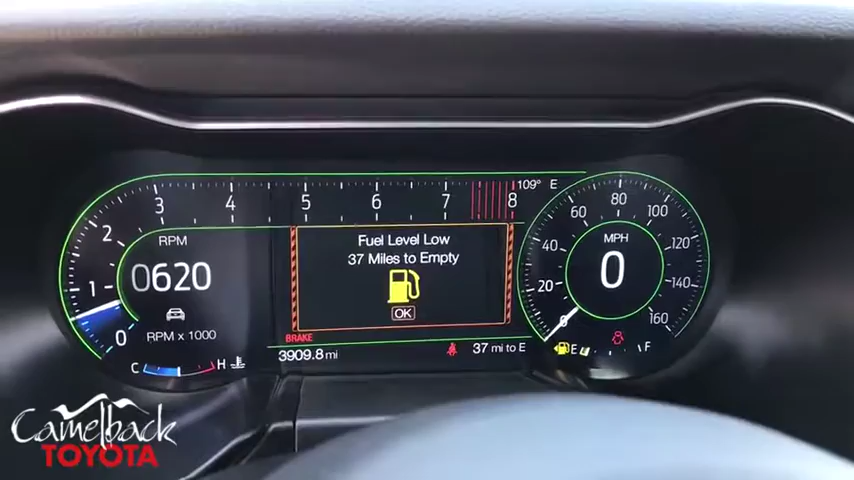 109° E
1 2 3 4 5 6 7 8
RPM
0620
RPM x 1000
0
C H
Fuel Level Low
37 Miles to Empty
OK
BRAKE
3909.8 mi
37 mi to E
MPH
0
0 20 40 60 80 100 120 140 160
E F
Camelback
TOYOTA